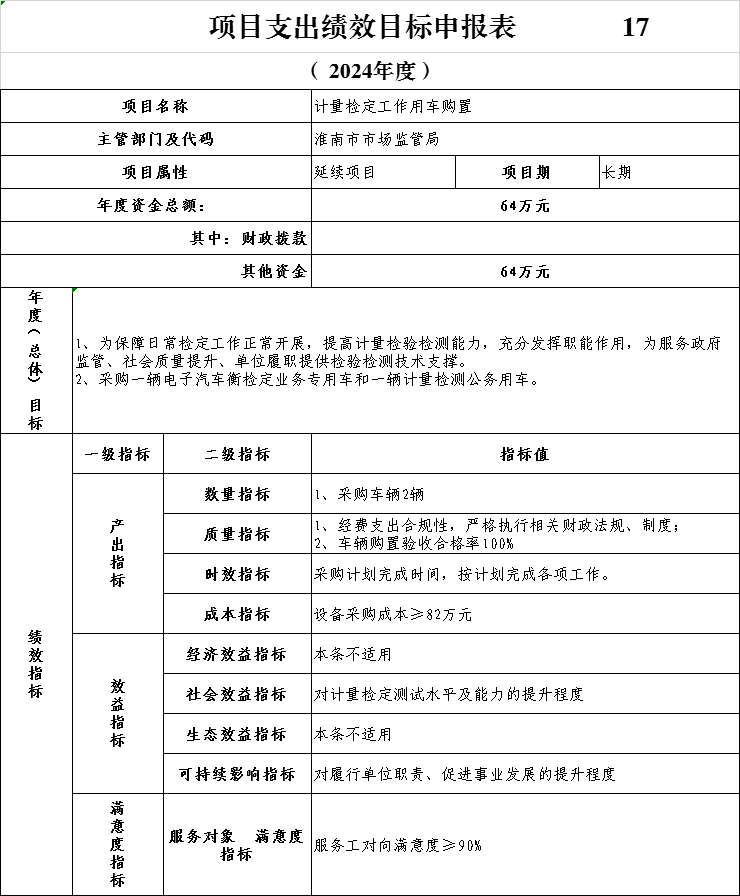 项目支出绩效目标申报表 17
( 2024年度 )
项目名称 计量检定工作用车购置
主管部门及代码 淮南市市场监管局
项目属性 延续项目 项目期 长期
年度资金总额： 64万元
其中：财政拨款
其他资金 64万元
年度（总体）目标
1、为保障日常检定工作正常开展，提高计量检验检测能力，充分发挥职能作用，为服务政府
监管、社会质量提升、单位履职提供检验检测技术支撑。
2、采购一辆电子汽车衡检定业务专用车和一辆计量检测公务用车。
绩效指标
一级指标 二级指标 指标值
产出指标
数量指标 1、采购车辆2辆
质量指标 1、经费支出合规性，严格执行相关财政法规、制度；
2、车辆购置验收合格率100%
时效指标 采购计划完成时间，按计划完成各项工作。
成本指标 设备采购成本≥82万元
效益指标
经济效益指标 本条不适用
社会效益指标 对计量检定测试水平及能力的提升程度
生态效益指标 本条不适用
可持续影响指标 对履行单位职责、促进事业发展的提升程度
满意度指标
服务对象 满意度
指标
服务工对向满意度≥90%